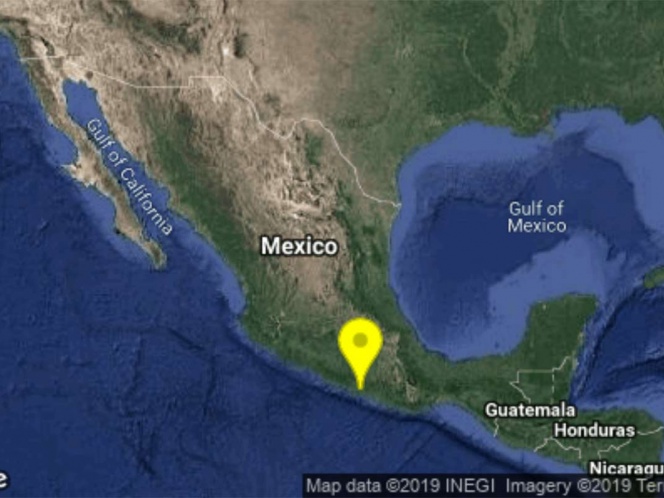 Gulf of California
Mexico
Gulf of
Mexico
Guatemala
Honduras
Nicaragu
e
Map data ©2019 INEGI Imagery ©2019 Ter